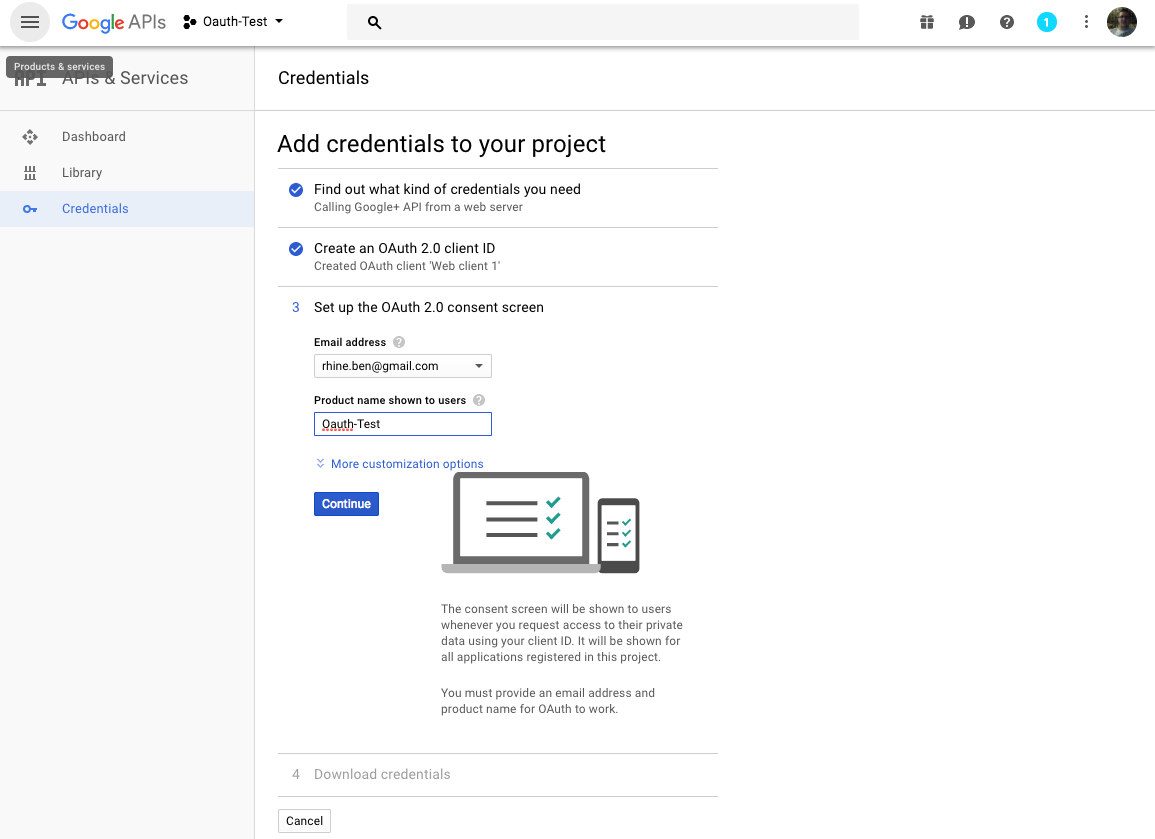 Google APIs
Oauth-Test
1
Products & services
APIs & Services
Credentials
Dashboard
Library
Credentials
Add credentials to your project
Find out what kind of credentials you need
Calling Google+ API from a web server
Create an OAuth 2.0 client ID
Created OAuth client 'Web client 1'
3 Set up the OAuth 2.0 consent screen
Email address ?
rhine.ben@gmail.com
Product name shown to users ?
Oauth-Test
More customization options
Continue
The consent screen will be shown to users
whenever you request access to their private
data using your client ID. It will be shown for
all applications registered in this project.
You must provide an email address and
product name for OAuth to work.
4 Download credentials
Cancel